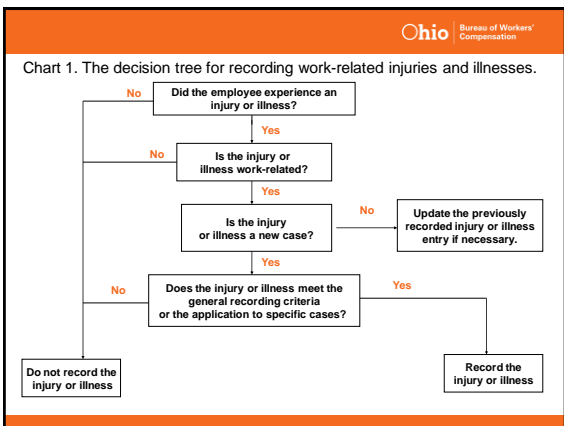 Ohio Bureau of Workers'
Compensation
Chart 1. The decision tree for recording work-related injuries and illnesses.
No
Did the employee experience an
injury or illness?
Yes
No
Is the injury or
illness work-related?
Yes
Is the injury
or illness a new case?
No
Update the previously
recorded injury or illness
entry if necessary.
Yes
No
Does the injury or illness meet the
general recording criteria
or the application to specific cases?
Yes
Do not record the
injury or illness
Record the
injury or illness